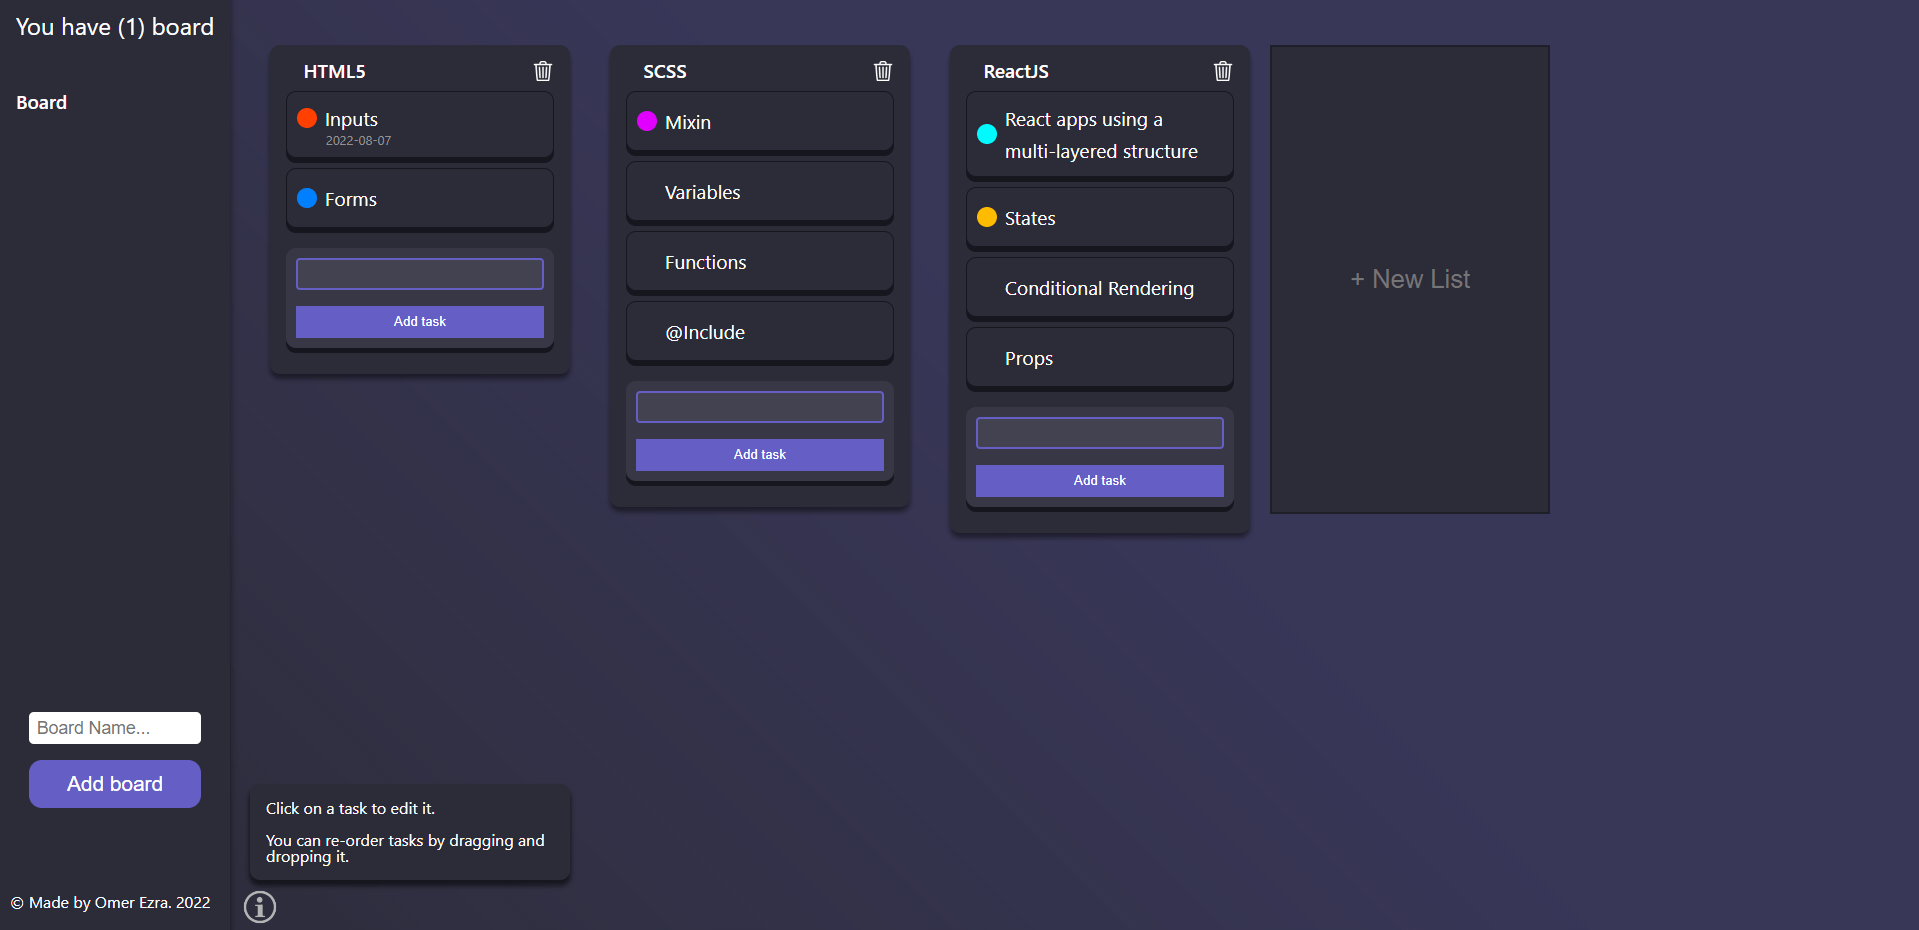 You have (1) board
Board
HTML5
Inputs
2022-08-07
Forms
Add task
SCSS
Mixin
Variables
Functions
@Include
Add task
ReactJS
React apps using a
multi-layered structure
States
Conditional Rendering
Props
Add task
+ New List
Board Name...
Add board
Click on a task to edit it.
You can re-order tasks by dragging and
dropping it.
© Made by Omer Ezra. 2022